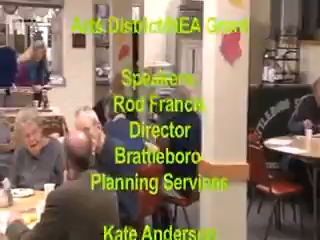 Arts District/NEA Grant
Speakers:
Rod Francis
Director
Brattleboro
Planning Services
Kate Anderson